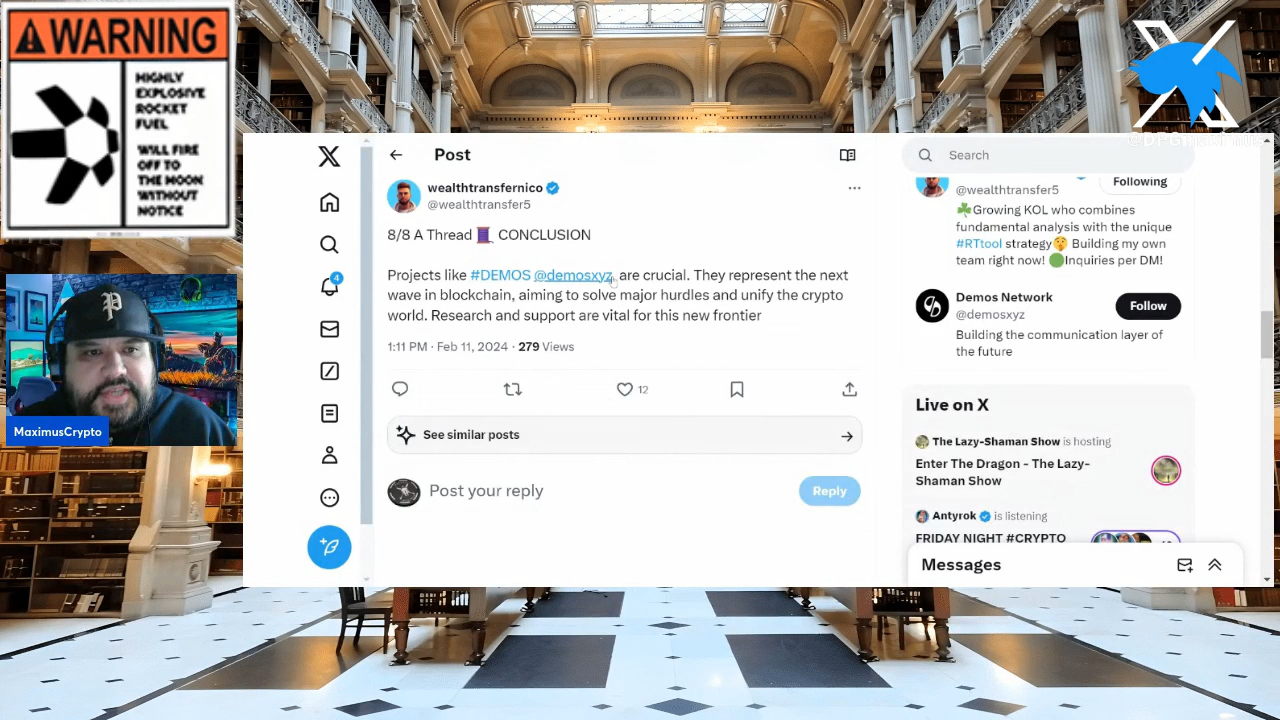 WARNING
HIGHLY
EXPLOSIVE
ROCKET
FUEL
WILL FIRE
OFF TO
THE MOON
WITHOUT
NOTICE
P
MaximusCrypto
X
4
Post
wealthtransfernico
@wealthtransfer5
8/8 A Thread 🧵 CONCLUSION
Projects like #DEMOS @demosxyz are crucial. They represent the next
wave in blockchain, aiming to solve major hurdles and unify the crypto
world. Research and support are vital for this new frontier
1:11 PM · Feb 11, 2024 · 279 Views
12
See similar posts
Post your reply
Reply
Search
@wealthtransfer5
Following
☘️Growing KOL who combines
fundamental analysis with the unique
#RTtool strategy🤫 Building my own
team right now! 🟢Inquiries per DM!
Demos Network
@demosxyz
Follow
Building the communication layer of
the future
Live on X
The Lazy-Shaman Show is hosting
Enter The Dragon - The Lazy-
Shaman Show
Antyrok is listening
FRIDAY NIGHT #CRYPTO
Messages
X